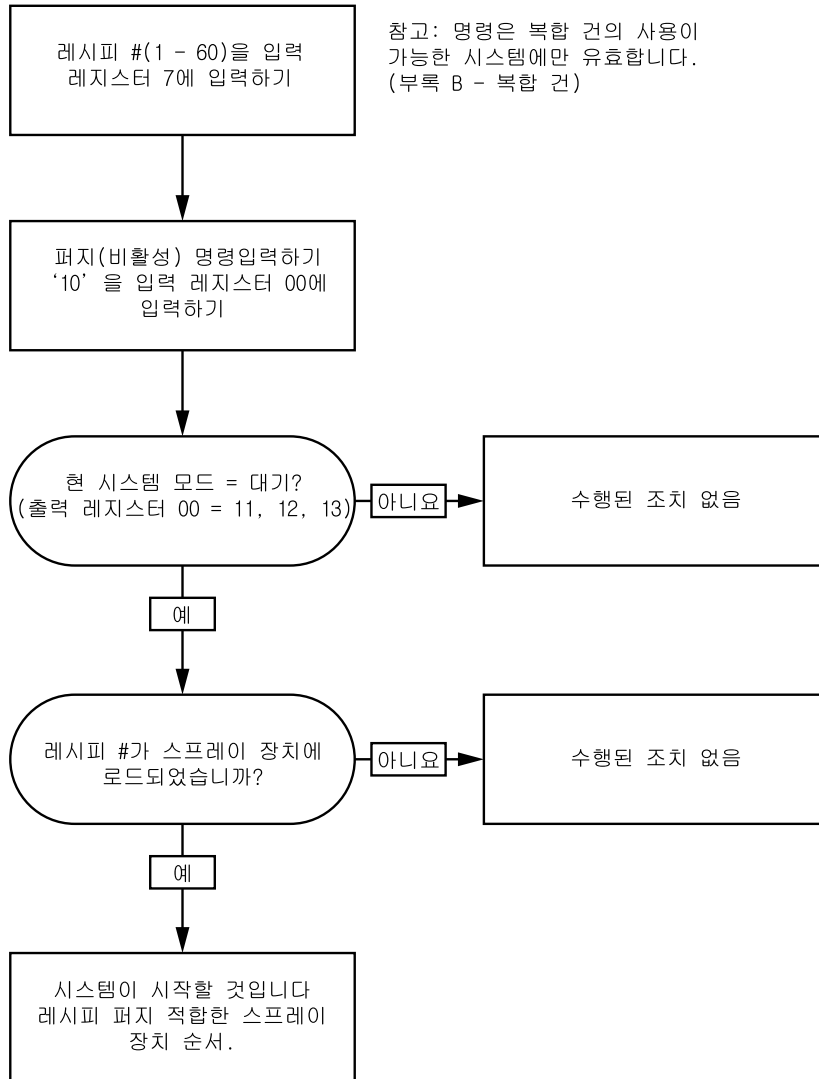 레시피 #(1 - 60)을 입력
레지스터 7에 입력하기
참고: 명령은 복합 건의 사용이
가능한 시스템에만 유효합니다.
(부록 B - 복합 건)
퍼지(비활성) 명령입력하기
‘10’ 을 입력 레지스터 00에
입력하기
현 시스템 모드 = 대기?
(출력 레지스터 00 = 11, 12, 13)
아니요
수행된 조치 없음
예
레시피 #가 스프레이 장치에
로드되었습니까?
아니요
수행된 조치 없음
예
시스템이 시작할 것입니다
레시피 퍼지 적합한 스프레이
장치 순서.